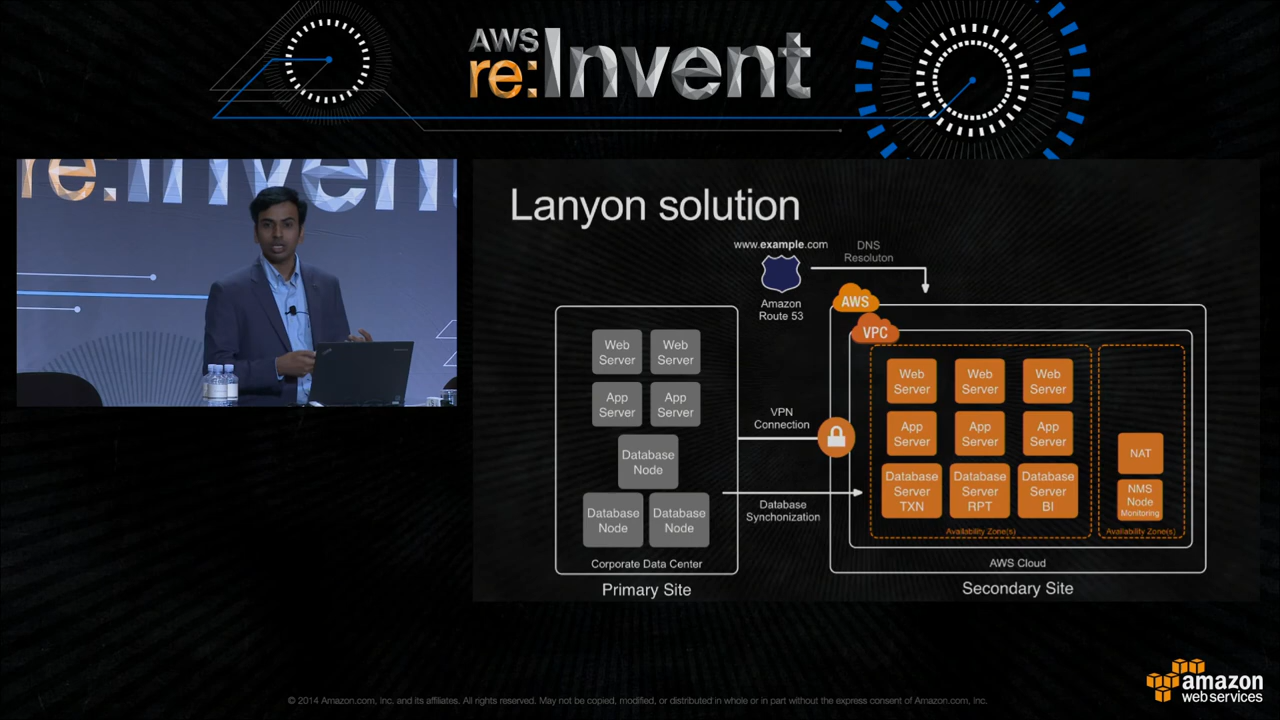 AWS
re:Invent
re:Invent
Lanyon solution
www.example.com
DNS
Resoluton
Amazon
Route 53
AWS
VPC
Web
Server
Web
Server
App
Server
App
Server
Database
Node
Database
Node
Database
Node
Corporate Data Center
Primary Site
VPN
Connection
Database
Synchonization
Web
Server
Web
Server
Web
Server
App
Server
App
Server
App
Server
Database
Server
TXN
Database
Server
RPT
Database
Server
BI
Availability Zone(s)
NAT
NMS
Node
Monitoring
Availability Zone(s)
AWS Cloud
Secondary Site
amazon
web services
© 2014 Amazon.com, Inc. and its affiliates. All rights reserved. May not be copied, modified, or distributed in whole or in part without the express consent of Amazon.com, Inc.